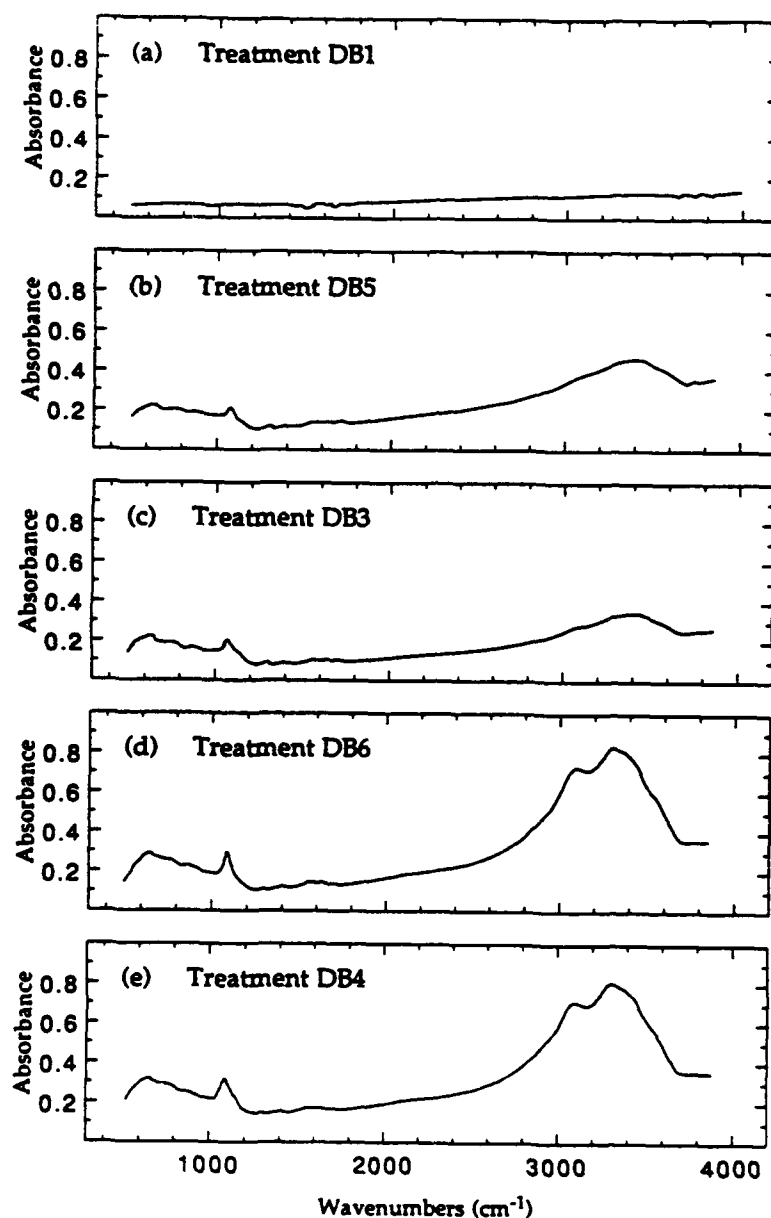 (a) Treatment DB1
Absorbance
0.8
0.6
0.4
0.2
(b) Treatment DB5
Absorbance
0.8
0.6
0.4
0.2
(c) Treatment DB3
Absorbance
0.8
0.6
0.4
0.2
(d) Treatment DB6
Absorbance
0.8
0.6
0.4
0.2
(e) Treatment DB4
Absorbance
0.8
0.6
0.4
0.2
1000 2000 3000 4000
Wavenumbers (cm⁻¹)